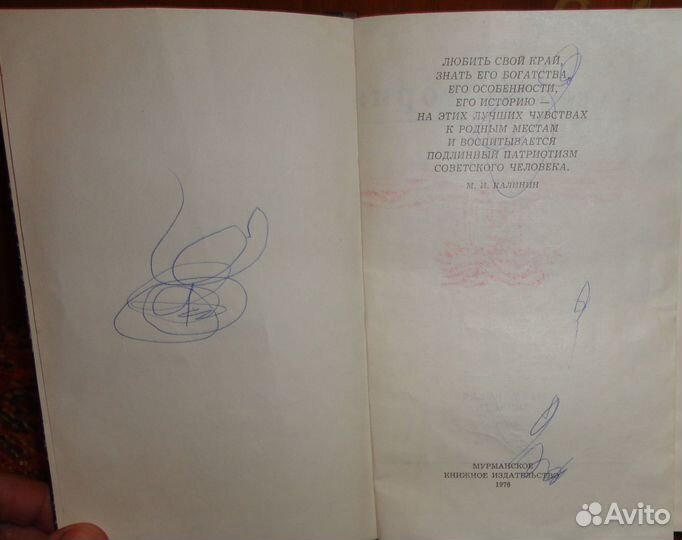 ЛЮБИТЬ СВОЙ КРАЙ,
ЗНАТЬ ЕГО БОГАТСТВА,
ЕГО ОСОБЕННОСТИ,
ЕГО ИСТОРИЮ —
НА ЭТИХ ЛУЧШИХ ЧУВСТВАХ
К РОДНЫМ МЕСТАМ
И ВОСПИТЫВАЕТСЯ
ПОДЛИННЫЙ ПАТРИОТИЗМ
СОВЕТСКОГО ЧЕЛОВЕКА.
М. И. КАЛИНИН
МУРМАНСКОЕ
КНИЖНОЕ ИЗДАТЕЛЬСТВО
1976
Avito